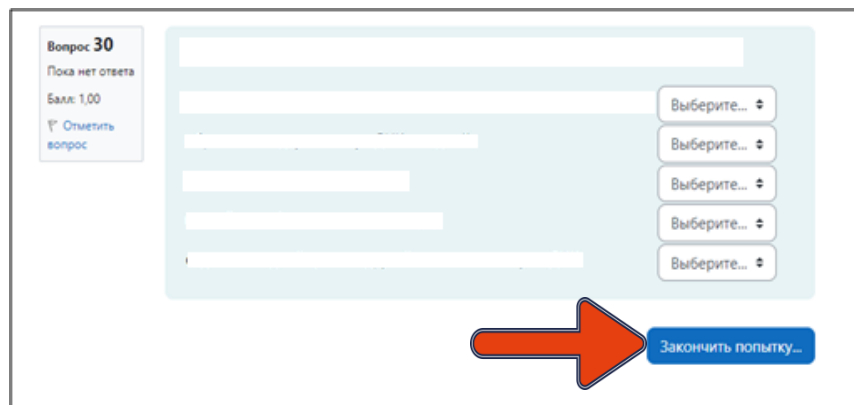 Вопрос 30
Пока нет ответа
Балл: 1,00
Отметить
вопрос
Выберите...
Выберите...
Выберите...
Выберите...
Выберите...
Закончить попытку...